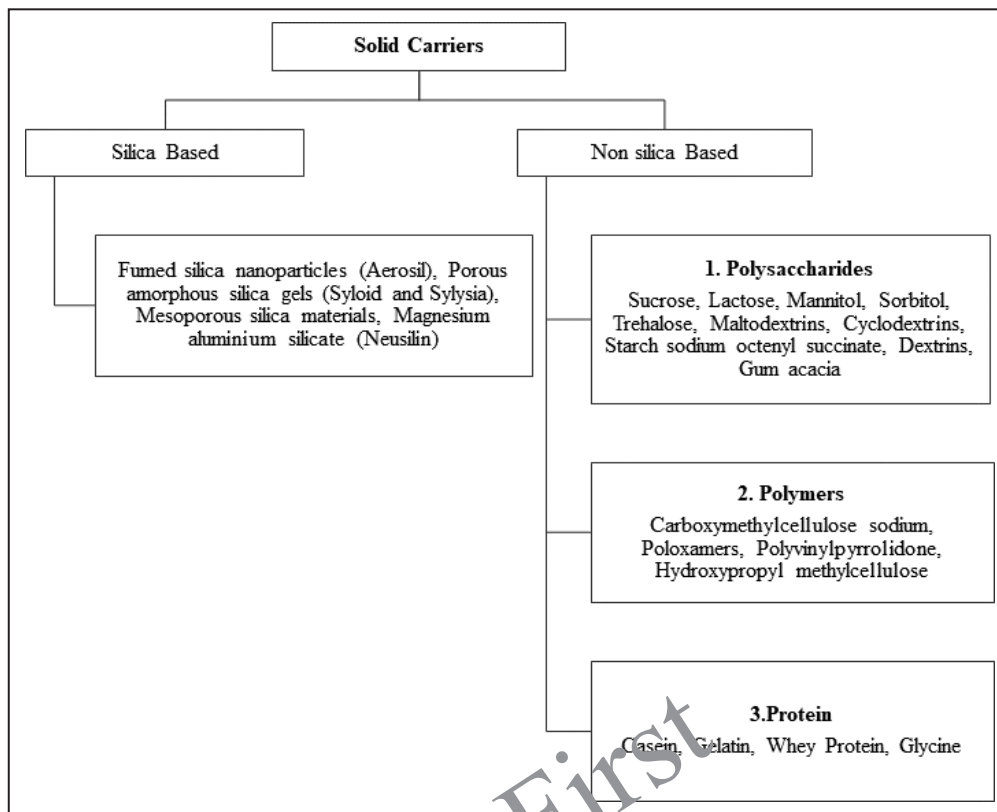 Solid Carriers
Silica Based
Non silica Based
Fumed silica nanoparticles (Aerosil), Porous
amorphous silica gels (Syloid and Sylysia),
Mesoporous silica materials, Magnesium
aluminium silicate (Neusilin)
1. Polysaccharides
Sucrose, Lactose, Mannitol, Sorbitol,
Trehalose, Maltodextrins, Cyclodextrins,
Starch sodium octenyl succinate, Dextrins,
Gum acacia
2. Polymers
Carboxymethylcellulose sodium,
Poloxamers, Polyvinylpyrrolidone,
Hydroxypropyl methylcellulose
3.Protein
Casein, Gelatin, Whey Protein, Glycine
First